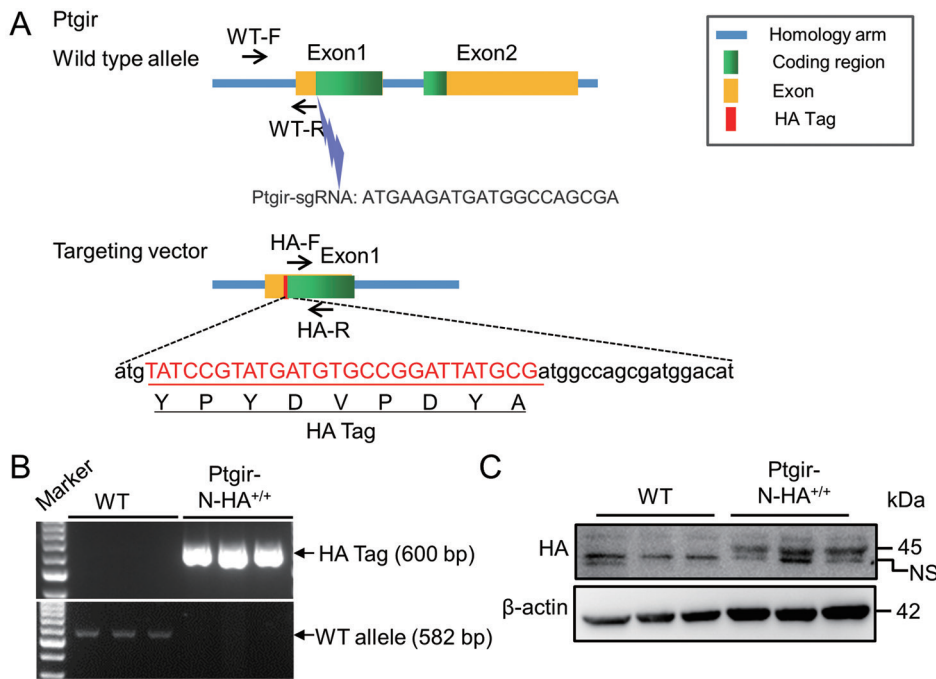 A
Ptgir
Wild type allele
WT-F
Exon1
Exon2
WT-R
Ptgir-sgRNA: ATGAAGATGATGGCCAGCGA
Homology arm
Coding region
Exon
HA Tag
Targeting vector
HA-F
Exon1
HA-R
atgTATCCGTATGATGTGCCGGATTATGCGatggccagcgatggacat
Y P Y D V P D Y A
HA Tag
B
Marker
WT
Ptgir-
N-HA+/+
HA Tag (600 bp)
WT allele (582 bp)
C
WT
Ptgir-
N-HA+/+
kDa
HA
45
NS
β-actin
42